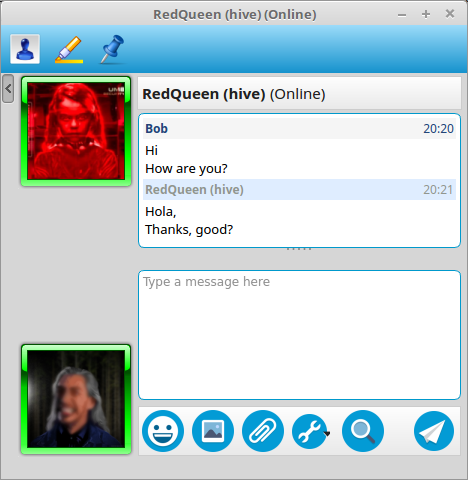 RedQueen (hive) (Online)
RedQueen (hive) (Online)
Bob 20:20
Hi
How are you?
RedQueen (hive) 20:21
Hola,
Thanks, good?
Type a message here